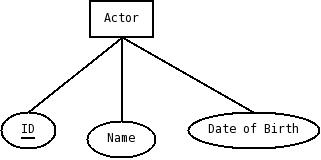 Actor
ID
Name
Date of Birth